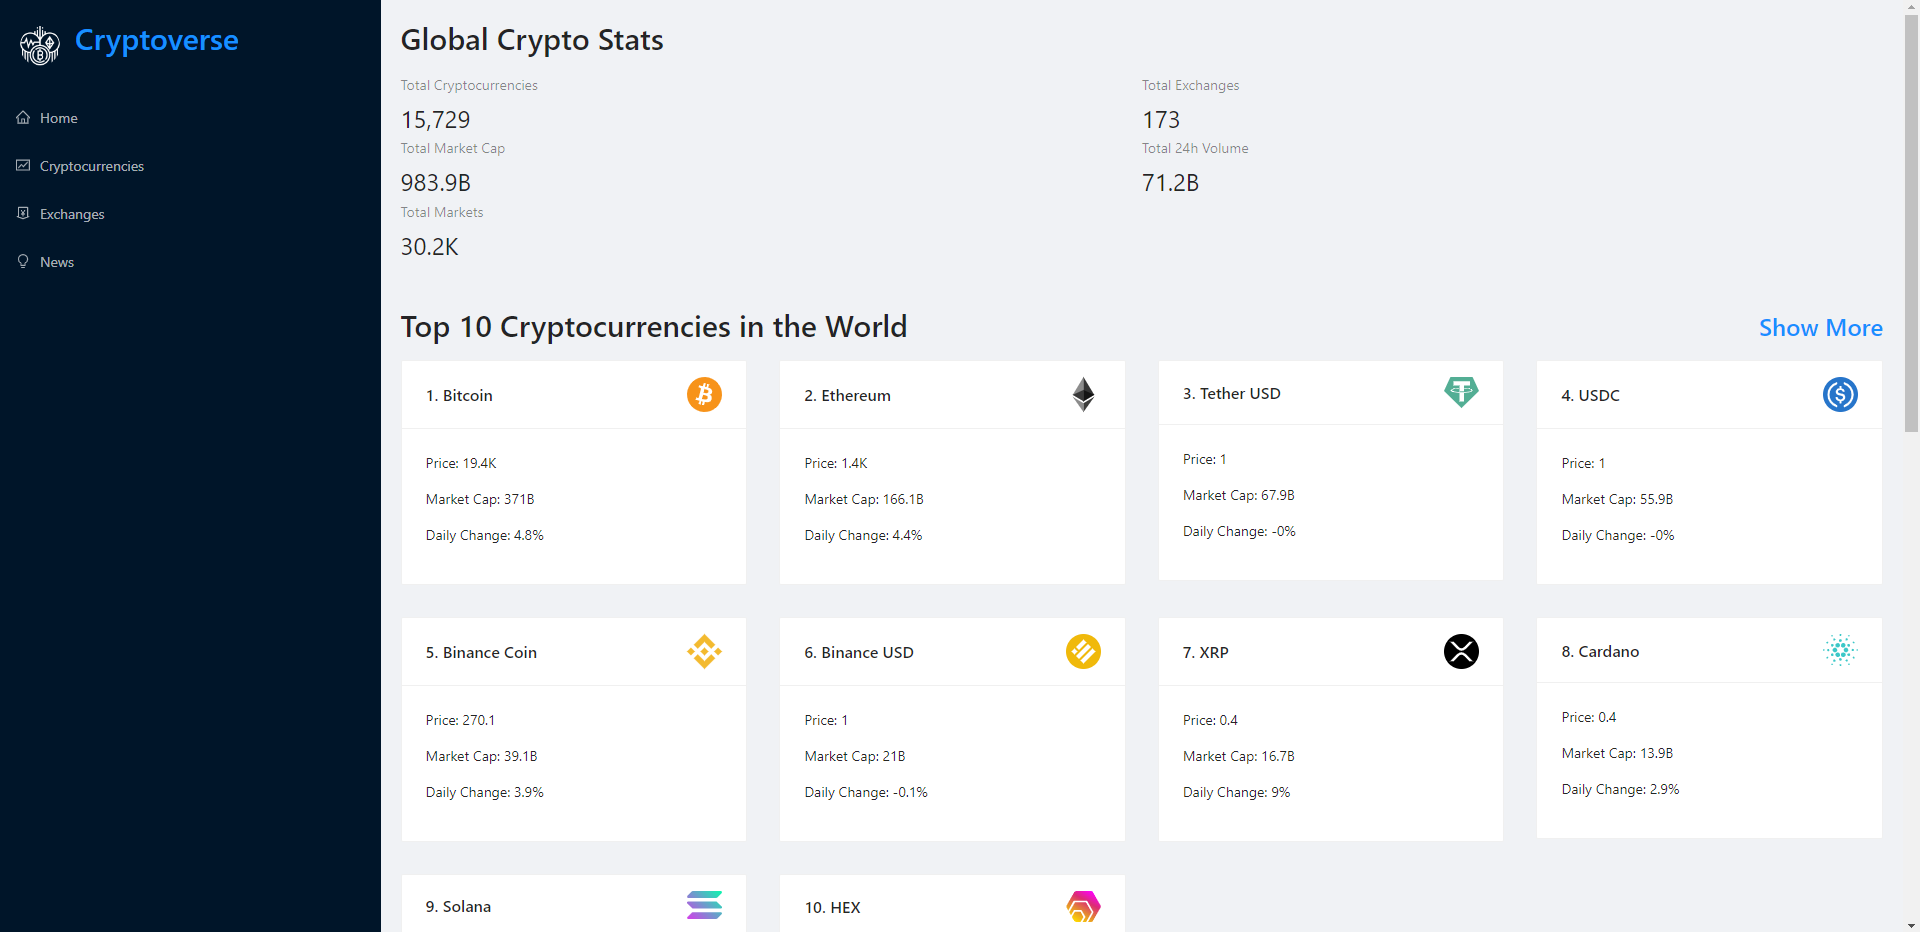 Cryptoverse
Home
Cryptocurrencies
Exchanges
News
Global Crypto Stats
Total Cryptocurrencies
15,729
Total Exchanges
173
Total Market Cap
983.9B
Total 24h Volume
71.2B
Total Markets
30.2K
Top 10 Cryptocurrencies in the World
Show More
1. Bitcoin
Price: 19.4K
Market Cap: 371B
Daily Change: 4.8%
2. Ethereum
Price: 1.4K
Market Cap: 166.1B
Daily Change: 4.4%
3. Tether USD
Price: 1
Market Cap: 67.9B
Daily Change: -0%
4. USDC
Price: 1
Market Cap: 55.9B
Daily Change: -0%
5. Binance Coin
Price: 270.1
Market Cap: 39.1B
Daily Change: 3.9%
6. Binance USD
Price: 1
Market Cap: 21B
Daily Change: -0.1%
7. XRP
Price: 0.4
Market Cap: 16.7B
Daily Change: 9%
8. Cardano
Price: 0.4
Market Cap: 13.9B
Daily Change: 2.9%
9. Solana
10. HEX